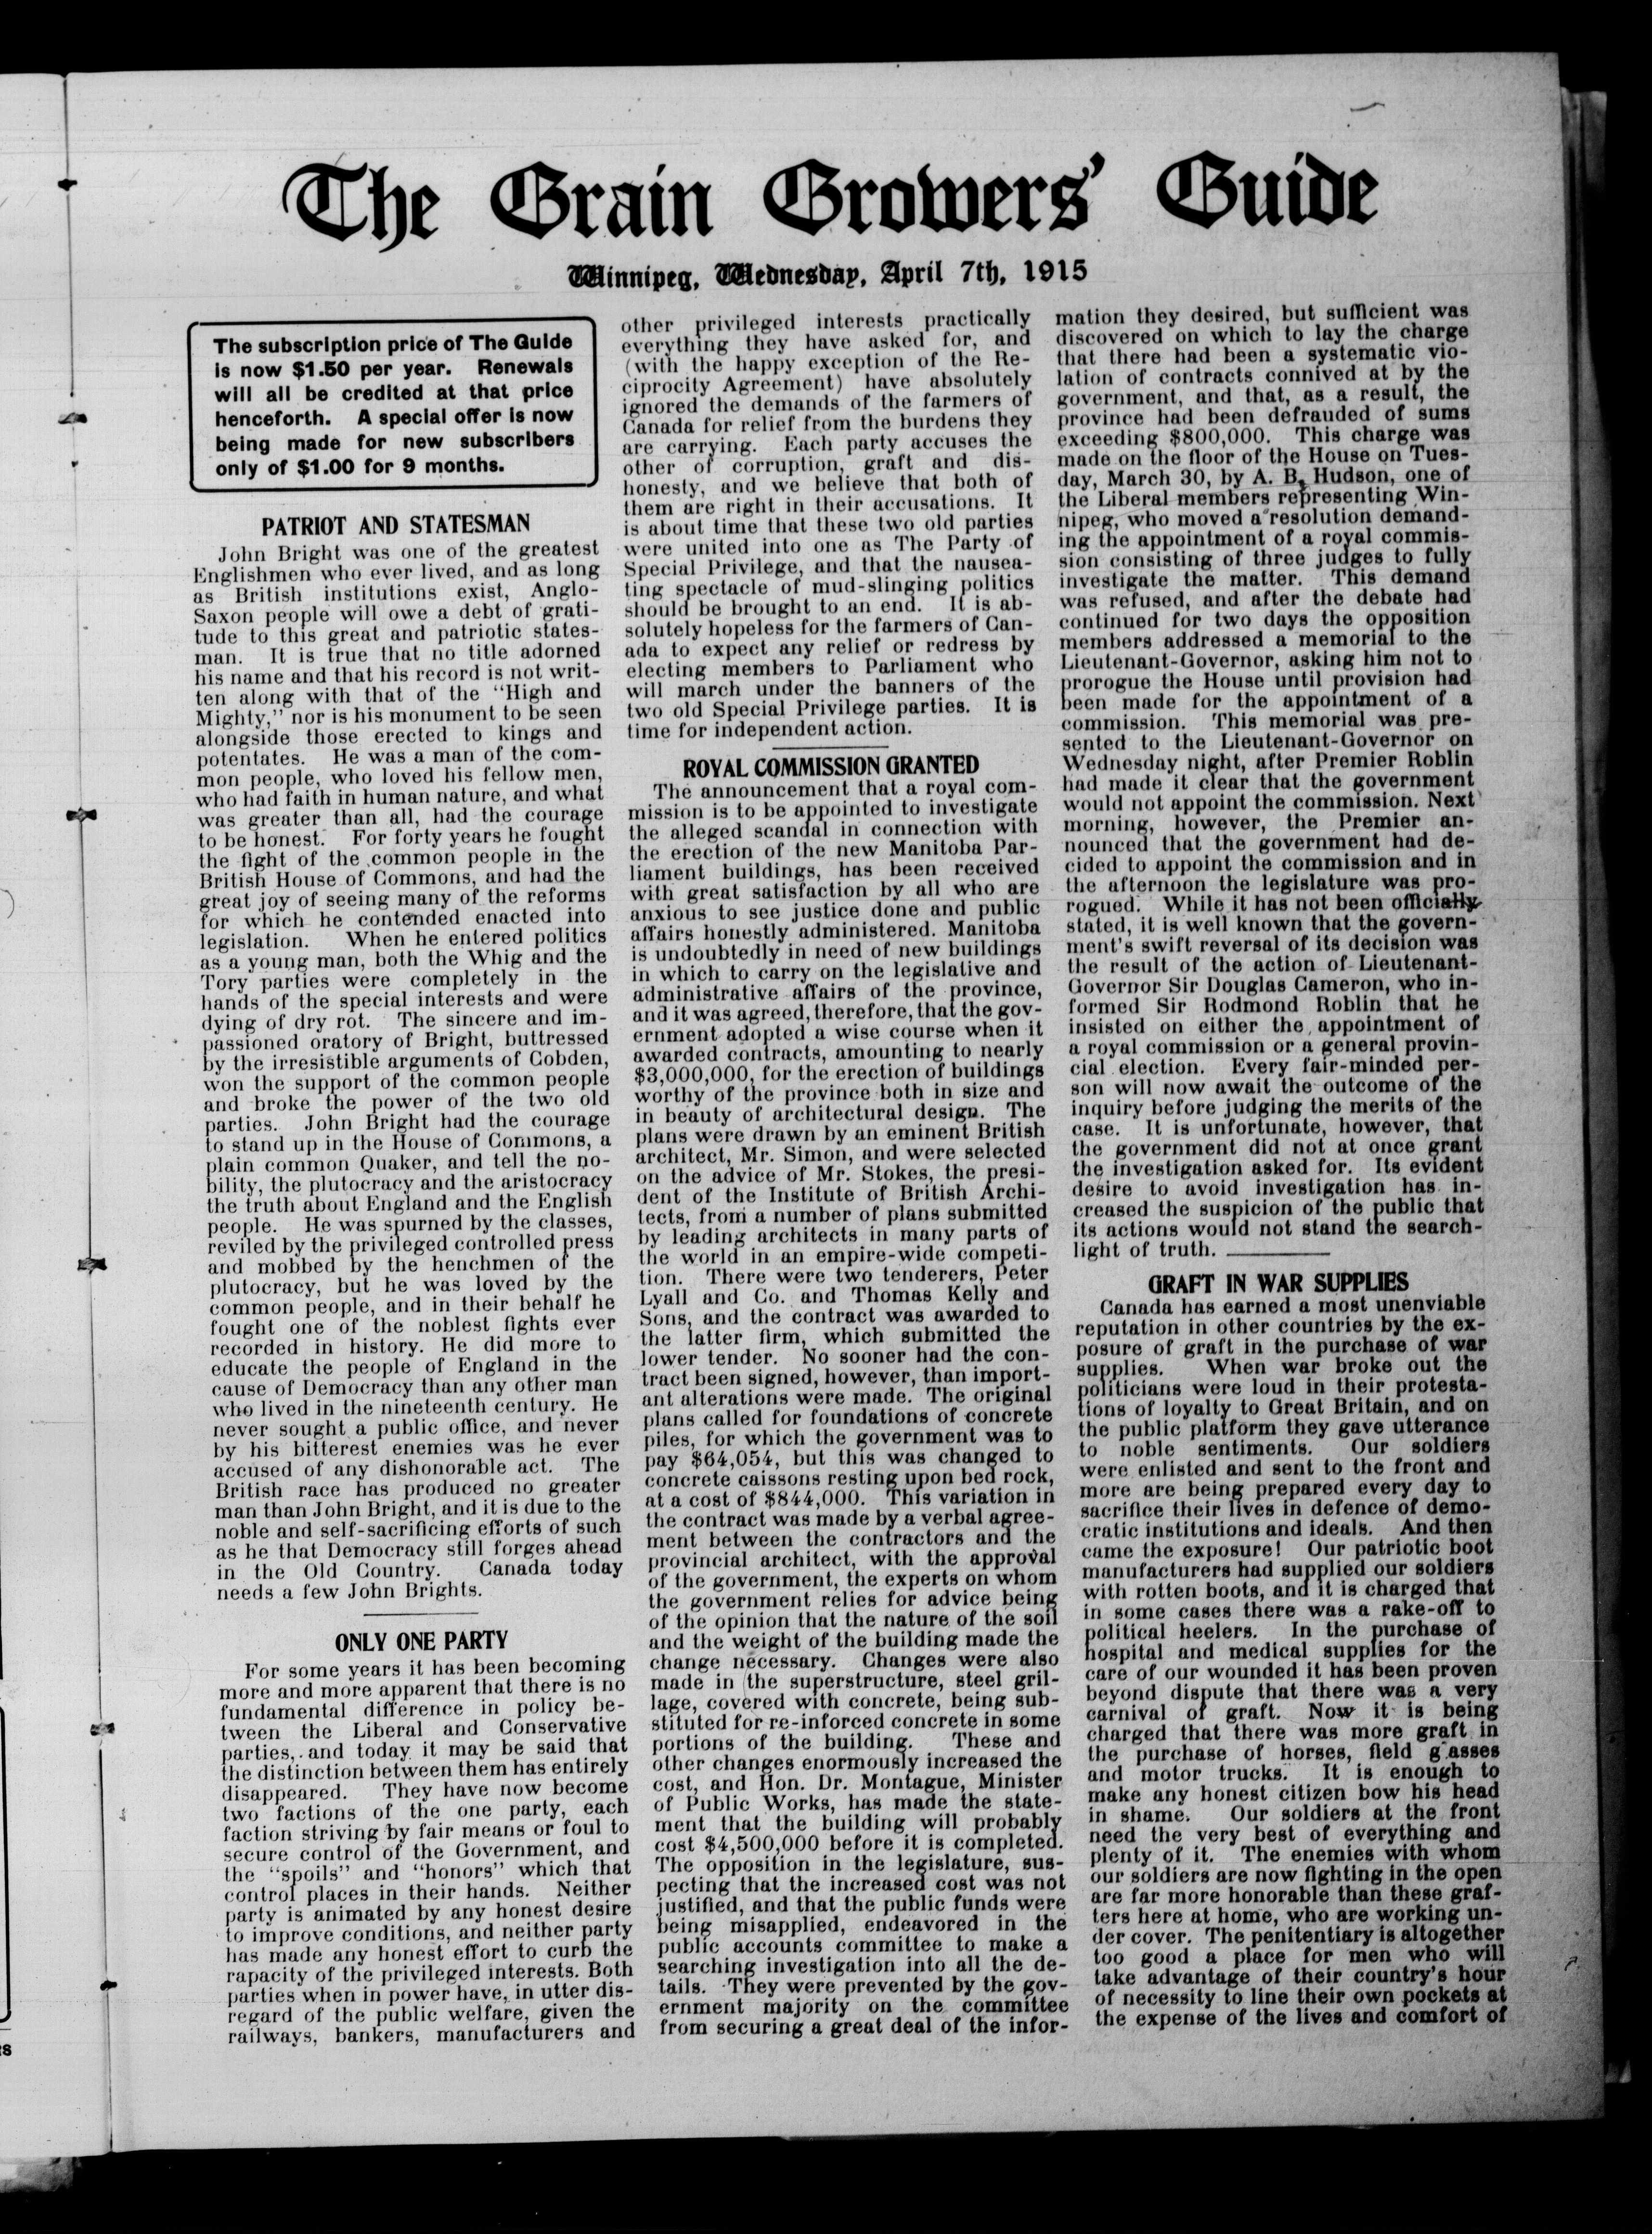 The Grain Growers' Guide
Winnipeg, Wednesday, April 7th, 1915
The subscription price of The Guide
is now $1.50 per year. Renewals
will all be credited at that price
henceforth. A special offer is now
being made for new subscribers
only of $1.00 for 9 months.
PATRIOT AND STATESMAN
John Bright was one of the greatest
Englishmen who ever lived, and as long
as British institutions exist, Anglo-
Saxon people will owe a debt of grati-
tude to this great and patriotic states-
man. It is true that no title adorned
his name and that his record is not writ-
ten along with that of the "High and
Mighty," nor is his monument to be seen
alongside those erected to kings and
potentates. He was a man of the com-
mon people, who loved his fellow men,
who had faith in human nature, and what
was greater than all, had the courage
to be honest. For forty years he fought
the fight of the common people in the
British House of Commons, and had the
great joy of seeing many of the reforms
for which he contended enacted into
legislation. When he entered politics
as a young man, both the Whig and the
Tory parties were completely in the
hands of the special interests and were
dying of dry rot. The sincere and im-
passioned oratory of Bright, buttressed
by the irresistible arguments of Cobden,
won the support of the common people
and broke the power of the two old
parties. John Bright had the courage
to stand up in the House of Commons, a
plain common Quaker, and tell the no-
bility, the plutocracy and the aristocracy
the truth about England and the English
people. He was spurned by the classes,
reviled by the privileged controlled press
and mobbed by the henchmen of the
plutocracy, but he was loved by the
common people, and in their behalf he
fought one of the noblest fights ever
recorded in history. He did more to
educate the people of England in the
cause of Democracy than any other man
who lived in the nineteenth century. He
never sought a public office, and never
by his bitterest enemies was he ever
accused of any dishonorable act. The
British race has produced no greater
man than John Bright, and it is due to the
noble and self-sacrificing efforts of such
as he that Democracy still forges ahead
in the Old Country. Canada today
needs a few John Brights.
ONLY ONE PARTY
For some years it has been becoming
more and more apparent that there is no
fundamental difference in policy be-
tween the Liberal and Conservative
parties, and today it may be said that
the distinction between them has entirely
disappeared. They have now become
two factions of the one party, each
faction striving by fair means or foul to
secure control of the Government, and
the "spoils" and "honors" which that
control places in their hands. Neither
party is animated by any honest desire
to improve conditions, and neither party
has made any honest effort to curb the
rapacity of the privileged interests. Both
parties when in power have, in utter dis-
regard of the public welfare, given the
railways, bankers, manufacturers and
other privileged interests practically
everything they have asked for, and
(with the happy exception of the Re-
ciprocity Agreement) have absolutely
ignored the demands of the farmers of
Canada for relief from the burdens they
are carrying. Each party accuses the
other of corruption, graft and dis-
honesty, and we believe that both of
them are right in their accusations. It
is about time that these two old parties
were united into one as The Party of
Special Privilege, and that the nausea-
ting spectacle of mud-slinging politics
should be brought to an end. It is ab-
solutely hopeless for the farmers of Can-
ada to expect any relief or redress by
electing members to Parliament who
will march under the banners of the
two old Special Privilege parties. It is
time for independent action.
ROYAL COMMISSION GRANTED
The announcement that a royal com-
mission is to be appointed to investigate
the alleged scandal in connection with
the erection of the new Manitoba Par-
liament buildings, has been received
with great satisfaction by all who are
anxious to see justice done and public
affairs honestly administered. Manitoba
is undoubtedly in need of new buildings
in which to carry on the legislative and
administrative affairs of the province,
and it was agreed, therefore, that the gov-
ernment adopted a wise course when it
awarded contracts, amounting to nearly
$3,000,000, for the erection of buildings
worthy of the province both in size and
in beauty of architectural design. The
plans were drawn by an eminent British
architect, Mr. Simon, and were selected
on the advice of Mr. Stokes, the presi-
dent of the Institute of British Archi-
tects, from a number of plans submitted
by leading architects in many parts of
the world in an empire-wide competi-
tion. There were two tenderers, Peter
Lyall and Co. and Thomas Kelly and
Sons, and the contract was awarded to
the latter firm, which submitted the
lower tender. No sooner had the con-
tract been signed, however, than import-
ant alterations were made. The original
plans called for foundations of concrete
piles, for which the government was to
pay $64,054, but this was changed to
concrete caissons resting upon bed rock,
at a cost of $844,000. This variation in
the contract was made by a verbal agree-
ment between the contractors and the
provincial architect, with the approval
of the government, the experts on whom
the government relies for advice being
of the opinion that the nature of the soil
and the weight of the building made the
change necessary. Changes were also
made in the superstructure, steel gril-
lage, covered with concrete, being sub-
stituted for re-inforced concrete in some
portions of the building. These and
other changes enormously increased the
cost, and Hon. Dr. Montague, Minister
of Public Works, has made the state-
ment that the building will probably
cost $4,500,000 before it is completed.
The opposition in the legislature, sus-
pecting that the increased cost was not
justified, and that the public funds were
being misapplied, endeavored in the
public accounts committee to make a
searching investigation into all the de-
tails. They were prevented by the gov-
ernment majority on the committee
from securing a great deal of the infor-
mation they desired, but sufficient was
discovered on which to lay the charge
that there had been a systematic vio-
lation of contracts connived at by the
government, and that, as a result, the
province had been defrauded of sums
exceeding $800,000. This charge was
made on the floor of the House on Tues-
day, March 30, by A. B. Hudson, one of
the Liberal members representing Win-
nipeg, who moved a resolution demand-
ing the appointment of a royal commis-
sion consisting of three judges to fully
investigate the matter. This demand
was refused, and after the debate had
continued for two days the opposition
members addressed a memorial to the
Lieutenant-Governor, asking him not to
prorogue the House until provision had
been made for the appointment of a
commission. This memorial was pre-
sented to the Lieutenant-Governor on
Wednesday night, after Premier Roblin
had made it clear that the government
would not appoint the commission. Next
morning, however, the Premier an-
nounced that the government had de-
cided to appoint the commission and in
the afternoon the legislature was pro-
rogued. While it has not been officially
stated, it is well known that the govern-
ment's swift reversal of its decision was
the result of the action of Lieutenant-
Governor Sir Douglas Cameron, who in-
formed Sir Rodmond Roblin that he
insisted on either the appointment of
a royal commission or a general provin-
cial election. Every fair-minded per-
son will now await the outcome of the
inquiry before judging the merits of the
case. It is unfortunate, however, that
the government did not at once grant
the investigation asked for. Its evident
desire to avoid investigation has in-
creased the suspicion of the public that
its actions would not stand the search-
light of truth.
GRAFT IN WAR SUPPLIES
Canada has earned a most unenviable
reputation in other countries by the ex-
posure of graft in the purchase of war
supplies. When war broke out the
politicians were loud in their protesta-
tions of loyalty to Great Britain, and on
the public platform they gave utterance
to noble sentiments. Our soldiers
were enlisted and sent to the front and
more are being prepared every day to
sacrifice their lives in defence of demo-
cratic institutions and ideals. And then
came the exposure! Our patriotic boot
manufacturers had supplied our soldiers
with rotten boots, and it is charged that
in some cases there was a rake-off to
political heelers. In the purchase of
hospital and medical supplies for the
care of our wounded it has been proven
beyond dispute that there was a very
carnival of graft. Now it is being
charged that there was more graft in
the purchase of horses, field g asses
and motor trucks. It is enough to
make any honest citizen bow his head
in shame. Our soldiers at the front
need the very best of everything and
plenty of it. The enemies with whom
our soldiers are now fighting in the open
are far more honorable than these graf-
ters here at home, who are working un-
der cover. The penitentiary is altogether
too good a place for men who will
take advantage of their country's hour
of necessity to line their own pockets at
the expense of the lives and comfort of